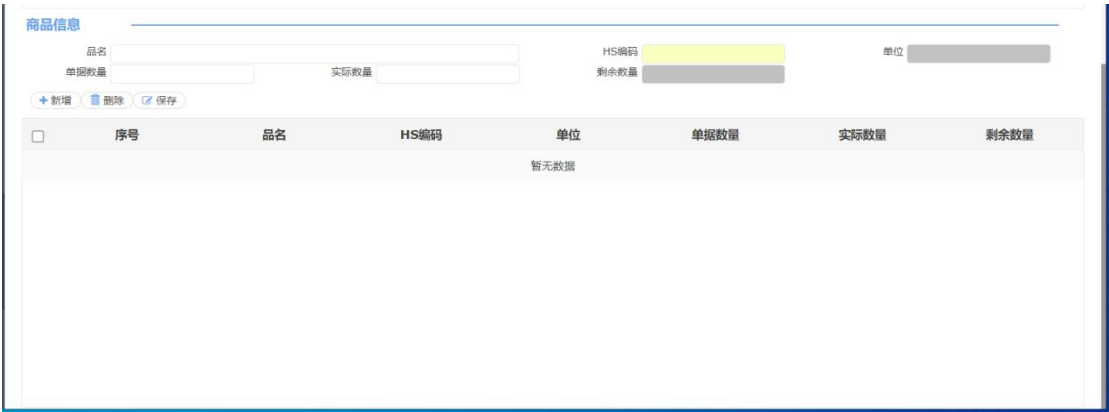 商品信息
品名 HS编码 单位
单据数量 实际数量 剩余数量
新增 删除 保存
序号 品名 HS编码 单位 单据数量 实际数量 剩余数量
暂无数据